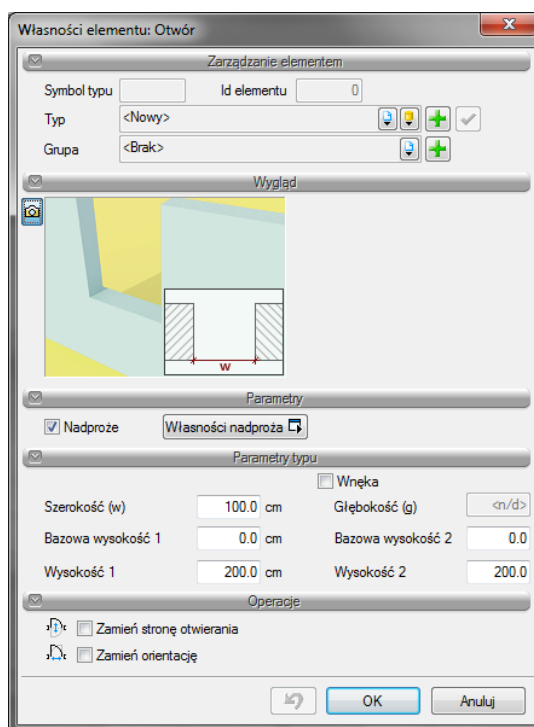 Własności elementu: Otwór
Zarządzanie elementem
Symbol typu Id elementu 0
Typ <Nowy>
Grupa <Brak>
Wygląd
w
Parametry
Nadproże Własności nadproża
Parametry typu
Wnęka
Szerokość (w) 100.0 cm Głębokość (g) <n/d>
Bazowa wysokość 1 0.0 cm Bazowa wysokość 2 0.0
Wysokość 1 200.0 cm Wysokość 2 200.0
Operacje
Zamień stronę otwierania
Zamień orientację
OK Anuluj